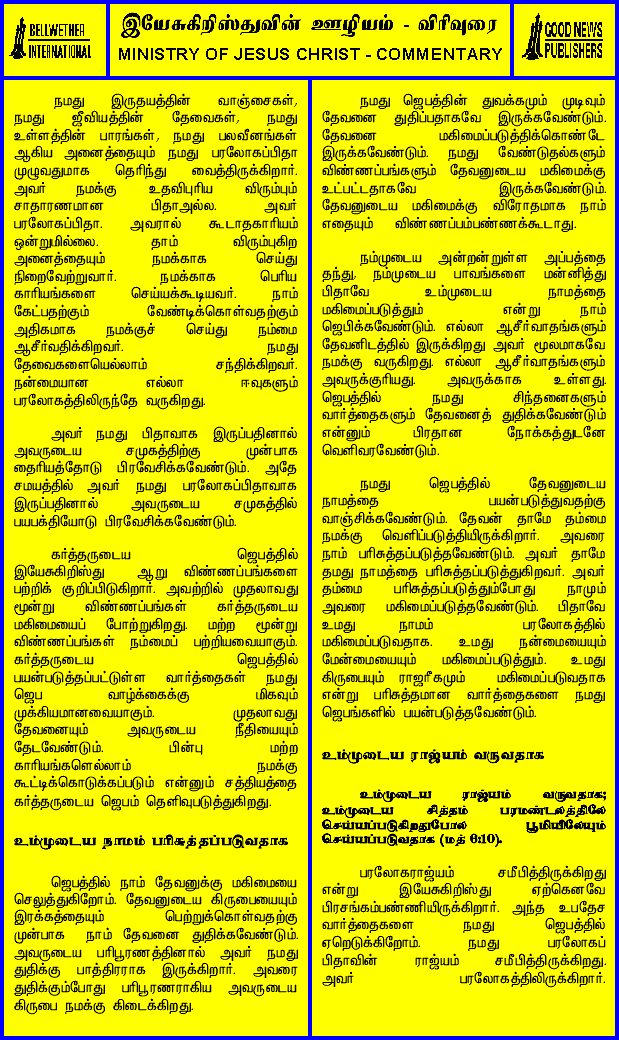 BELLWETHER
INTERNATIONAL
இயேசுகிறிஸ்துவின் ஊழியம் - விரிவுரை
MINISTRY OF JESUS CHRIST - COMMENTARY
GOOD NEWS
PUBLISHERS
நமது இருதயத்தின் வாஞ்சைகள்,
நமது ஜீவியத்தின் தேவைகள், நமது
உள்ளத்தின் பாரங்கள், நமது பலவீனங்கள்
ஆகிய அனைத்தையும் நமது பரலோகப்பிதா
முழுவதுமாக தெரிந்து வைத்திருக்கிறார்.
அவர் நமக்கு உதவிபுரிய விரும்பும்
சாதாரணமான பிதாஅல்ல. அவர்
பரலோகப்பிதா. அவரால் கூடாதகாரியம்
ஒன்றுமில்லை. தாம் விரும்புகிற
அனைத்தையும் நமக்காக செய்து
நிறைவேற்றுவார். நமக்காக பெரிய
காரியங்களை செய்யக்கூடியவர். நாம்
கேட்பதற்கும் வேண்டிக்கொள்வதற்கும்
அதிகமாக நமக்குச் செய்து நம்மை
ஆசீர்வதிக்கிறவர். நமது
தேவைகளையெல்லாம் சந்திக்கிறவர்.
நன்மையான எல்லா ஈவுகளும்
பரலோகத்திலிருந்தே வருகிறது.
அவர் நமது பிதாவாக இருப்பதினால்
அவருடைய சமுகத்திற்கு முன்பாக
தைரியத்தோடு பிரவேசிக்கவேண்டும். அதே
சமயத்தில் அவர் நமது பரலோகப்பிதாவாக
இருப்பதினால் அவருடைய சமுகத்தில்
பயபக்தியோடு பிரவேசிக்கவேண்டும்.
கர்த்தருடைய ஜெபத்தில்
இயேசுகிறிஸ்து ஆறு விண்ணப்பங்களை
பற்றிக் குறிப்பிடுகிறார். அவற்றில் முதலாவது
மூன்று விண்ணப்பங்கள் கர்த்தருடைய
மகிமையைப் போற்றுகிறது. மற்ற மூன்று
விண்ணப்பங்கள் நம்மைப் பற்றியவையாகும்.
கர்த்தருடைய ஜெபத்தில்
பயன்படுத்தப்பட்டுள்ள வார்த்தைகள் நமது
ஜெப வாழ்க்கைக்கு மிகவும்
முக்கியமானவையாகும். முதலாவது
தேவனையும் அவருடைய நீதியையும்
தேடவேண்டும். பின்பு மற்ற
காரியங்களெல்லாம் நமக்கு
கூட்டிக்கொடுக்கப்படும் என்னும் சத்தியத்தை
கர்த்தருடைய ஜெபம் தெளிவுபடுத்துகிறது.
உம்முடைய நாமம் பரிசுத்தப்படுவதாக
ஜெபத்தில் நாம் தேவனுக்கு மகிமையை
செலுத்துகிறோம். தேவனுடைய கிருபையையும்
இரக்கத்தையும் பெற்றுக்கொள்வதற்கு
முன்பாக நாம் தேவனை துதிக்கவேண்டும்.
அவருடைய பரிபூரணத்தினால் அவர் நமது
துதிக்கு பாத்திரராக இருக்கிறார். அவரை
துதிக்கும்போது பரிபூரணராகிய அவருடைய
கிருபை நமக்கு கிடைக்கிறது.
நமது ஜெபத்தின் துவக்கமும் முடிவும்
தேவனை துதிப்பதாகவே இருக்கவேண்டும்.
தேவனை மகிமைப்படுத்திக்கொண்டே
இருக்கவேண்டும். நமது வேண்டுதல்களும்
விண்ணப்பங்களும் தேவனுடைய மகிமைக்கு
உட்பட்டதாகவே இருக்கவேண்டும்.
தேவனுடைய மகிமைக்கு விரோதமாக நாம்
எதையும் விண்ணப்பம்பண்ணக்கூடாது.
நம்முடைய அன்றன்றுள்ள அப்பத்தை
தந்து, நம்முடைய பாவங்களை மன்னித்து
பிதாவே உம்முடைய நாமத்தை
மகிமைப்படுத்தும் என்று நாம்
ஜெபிக்கவேண்டும். எல்லா ஆசீர்வாதங்களும்
தேவனிடத்தில் இருக்கிறது அவர் மூலமாகவே
நமக்கு வருகிறது. எல்லா ஆசீர்வாதங்களும்
அவருக்குரியது. அவருக்காக உள்ளது.
ஜெபத்தில் நமது சிந்தனைகளும்
வார்த்தைகளும் தேவனைத் துதிக்கவேண்டும்
என்னும் பிரதான நோக்கத்துடனே
வெளிவரவேண்டும்.
நமது ஜெபத்தில் தேவனுடைய
நாமத்தை பயன்படுத்துவதற்கு
வாஞ்சிக்கவேண்டும். தேவன் தாமே தம்மை
நமக்கு வெளிப்படுத்தியிருக்கிறார். அவரை
நாம் பரிசுத்தப்படுத்தவேண்டும். அவர் தாமே
தமது நாமத்தை பரிசுத்தப்படுத்துகிறவர். அவர்
தம்மை பரிசுத்தப்படுத்தும்போது நாமும்
அவரை மகிமைப்படுத்தவேண்டும். பிதாவே
உமது நாமம் பரலோகத்தில்
மகிமைப்படுவதாக. உமது நன்மையையும்
மேன்மையையும் மகிமைப்படுத்தும். உமது
கிருபையும் ராஜரீகமும் மகிமைப்படுவதாக
என்று பரிசுத்தமான வார்த்தைகளை நமது
ஜெபங்களில் பயன்படுத்தவேண்டும்.
உம்முடைய ராஜ்யம் வருவதாக
உம்முடைய ராஜ்யம் வருவதாக;
உம்முடைய சித்தம் பரமண்டலத்திலே
செய்யப்படுகிறதுபோல பூமியிலேயும்
செய்யப்படுவதாக (மத் 6:10).
பரலோகராஜ்யம் சமீபித்திருக்கிறது
என்று இயேசுகிறிஸ்து ஏற்கெனவே
பிரசங்கம்பண்ணியிருக்கிறார். அந்த உபதேச
வார்த்தைகளை நமது ஜெபத்தில்
ஏறெடுக்கிறோம். நமது பரலோகப்
பிதாவின் ராஜ்யம் சமீபித்திருக்கிறது.
அவர் பரலோகத்திலிருக்கிறார்.